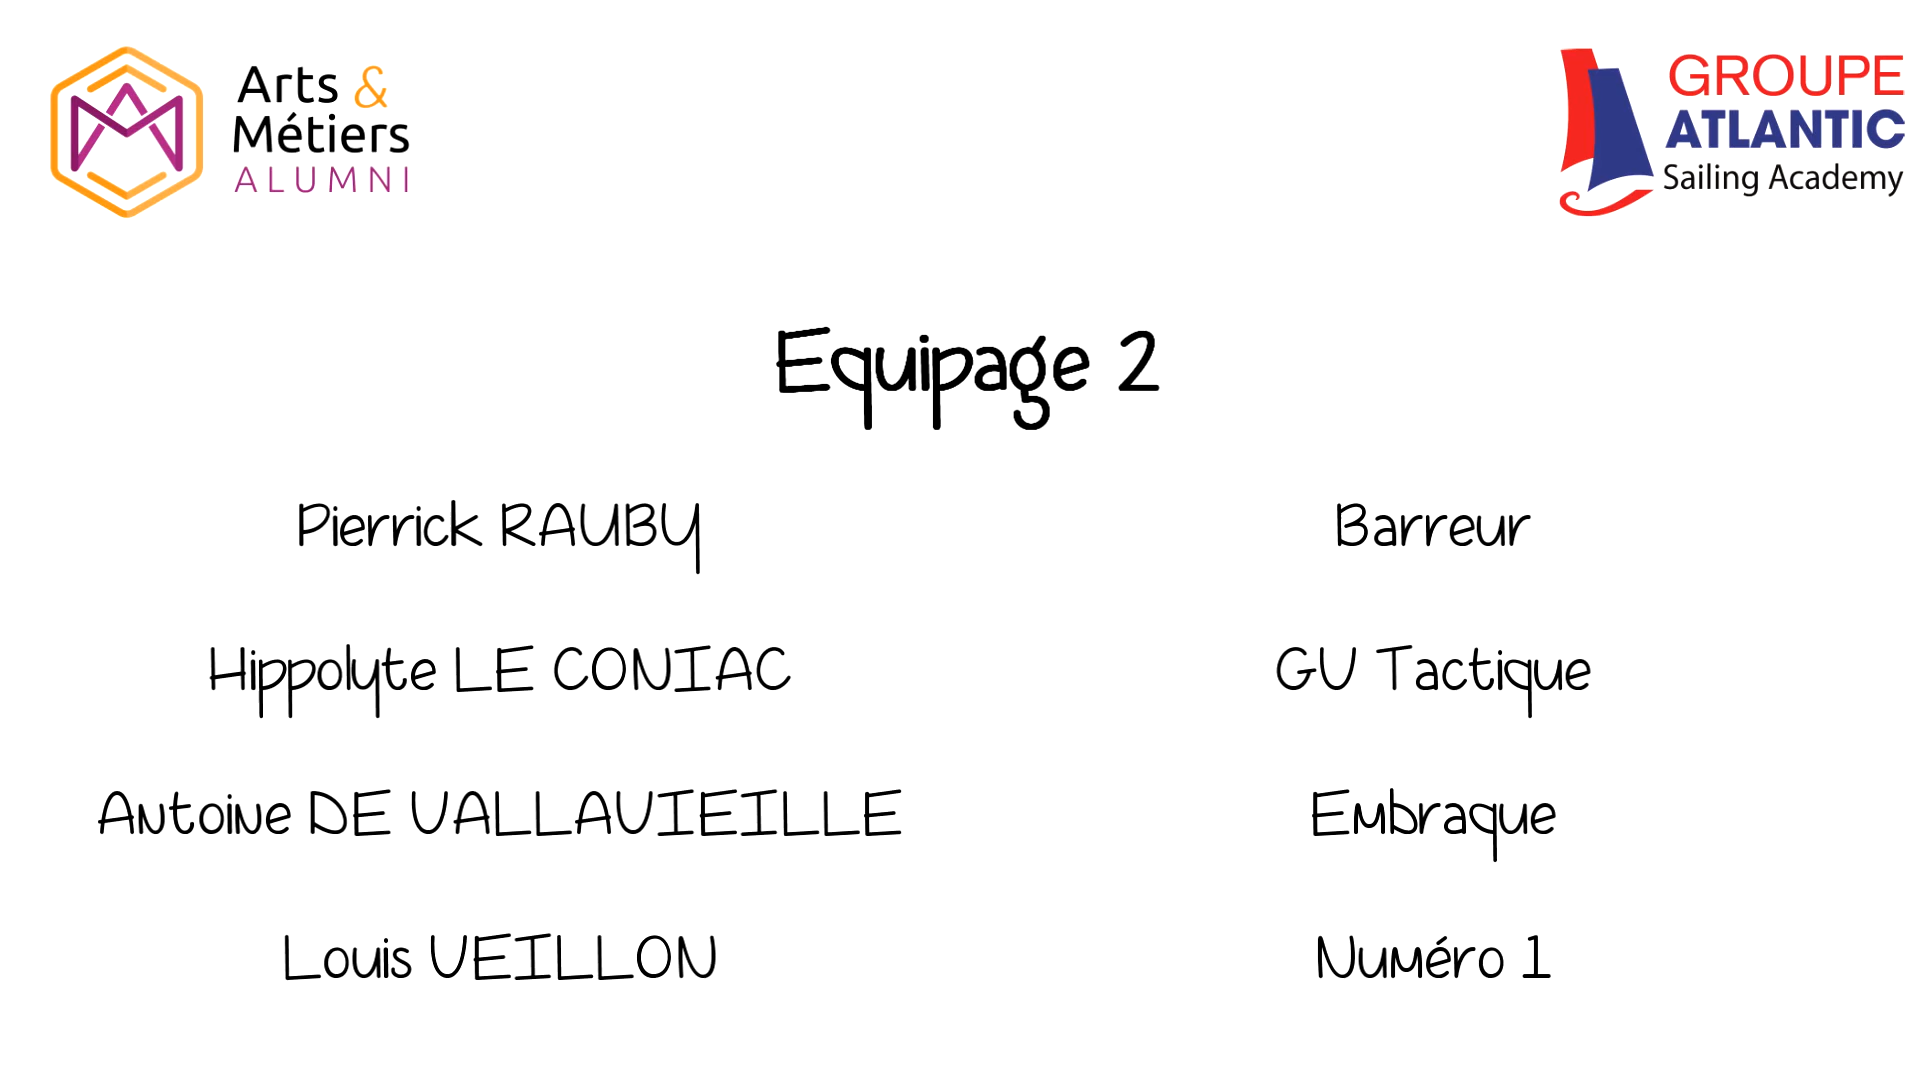 Arts &
Métiers
ALUMNI
GROUPE
ATLANTIC
Sailing Academy
Equipage 2
Pierrick RAUBY
Barreur
Hippolyte LE CONIAC
GV Tactique
Antoine DE VALLAVIEILLE
Embraque
Louis VEILLON
Numéro 1